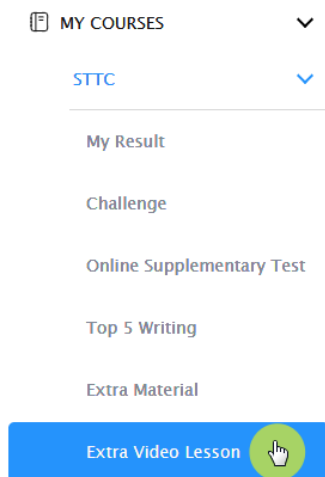 MY COURSES
STTC
My Result
Challenge
Online Supplementary Test
Top 5 Writing
Extra Material
Extra Video Lesson